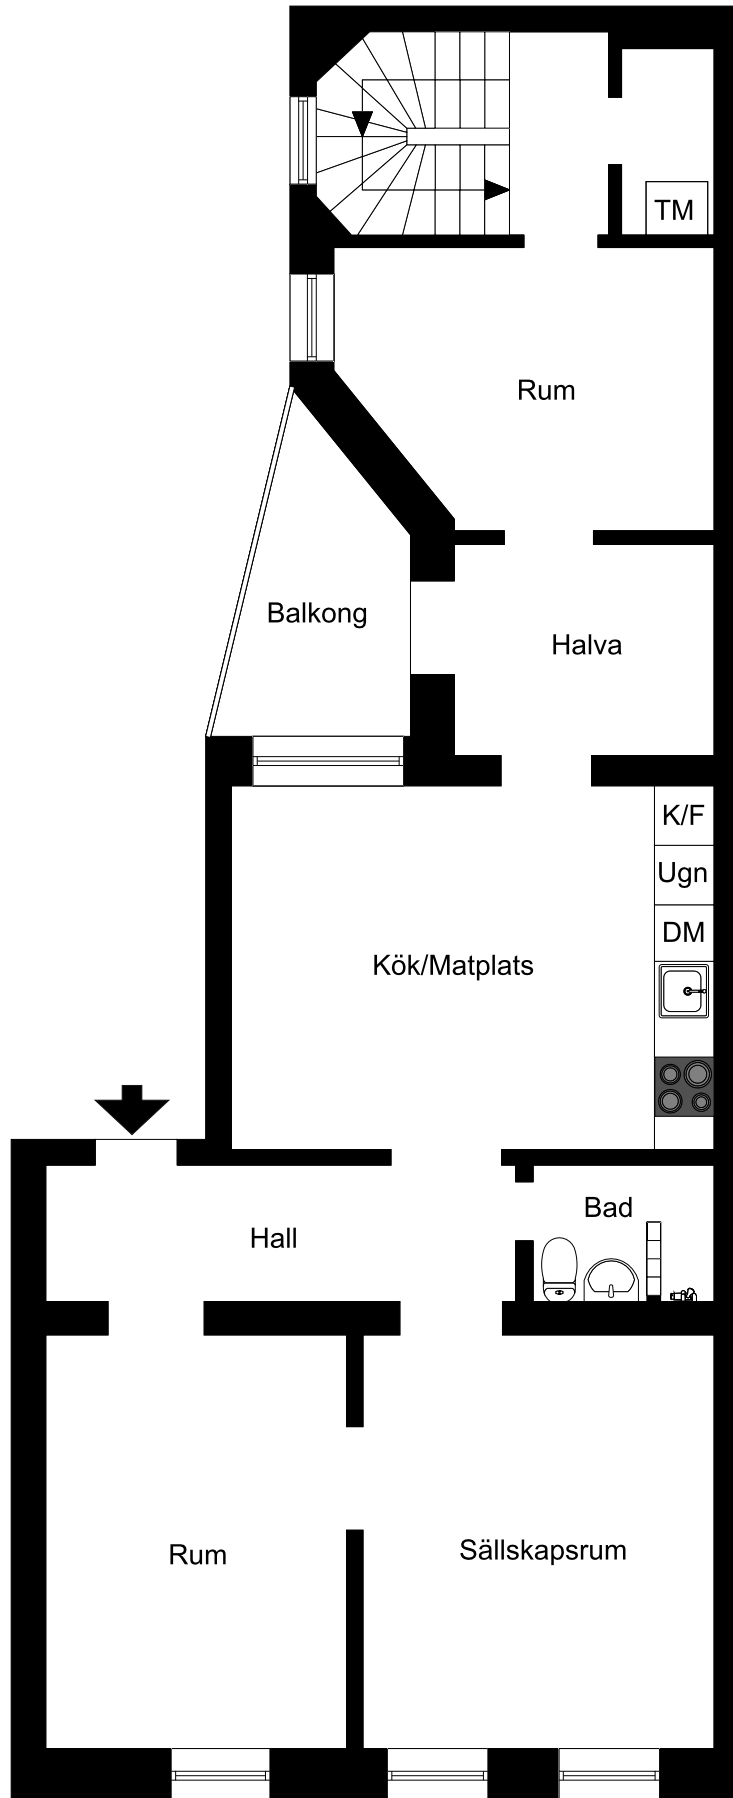 TM
Rum
Balkong
Halva
K/F
Ugn
DM
Kök/Matplats
Bad
Hall
Rum
Sällskapsrum